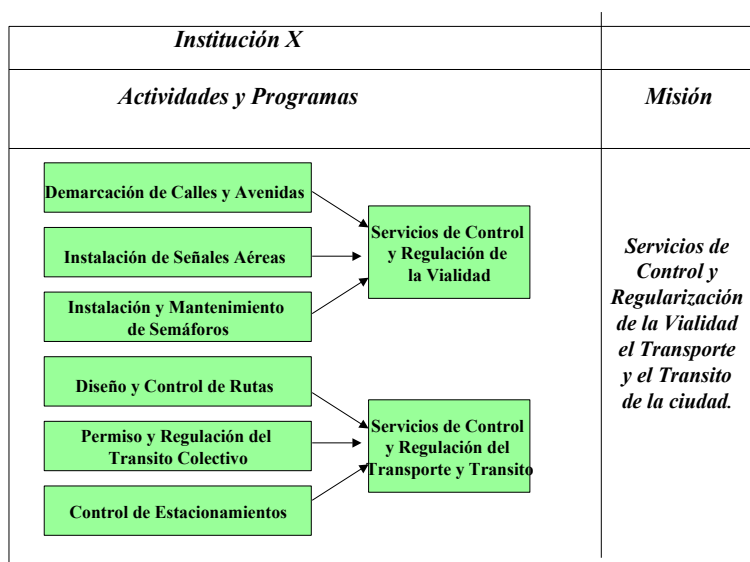 Institución X
Actividades y Programas
Misión
Demarcación de Calles y Avenidas
Instalación de Señales Aéreas
Instalación y Mantenimiento
de Semáforos
Servicios de Control
y Regulación de
la Vialidad
Diseño y Control de Rutas
Permiso y Regulación del
Transito Colectivo
Control de Estacionamientos
Servicios de Control
y Regulación del
Transporte y Transito
Servicios de
Control y
Regularización
de la Vialidad
el Transporte
y el Transito
de la ciudad.